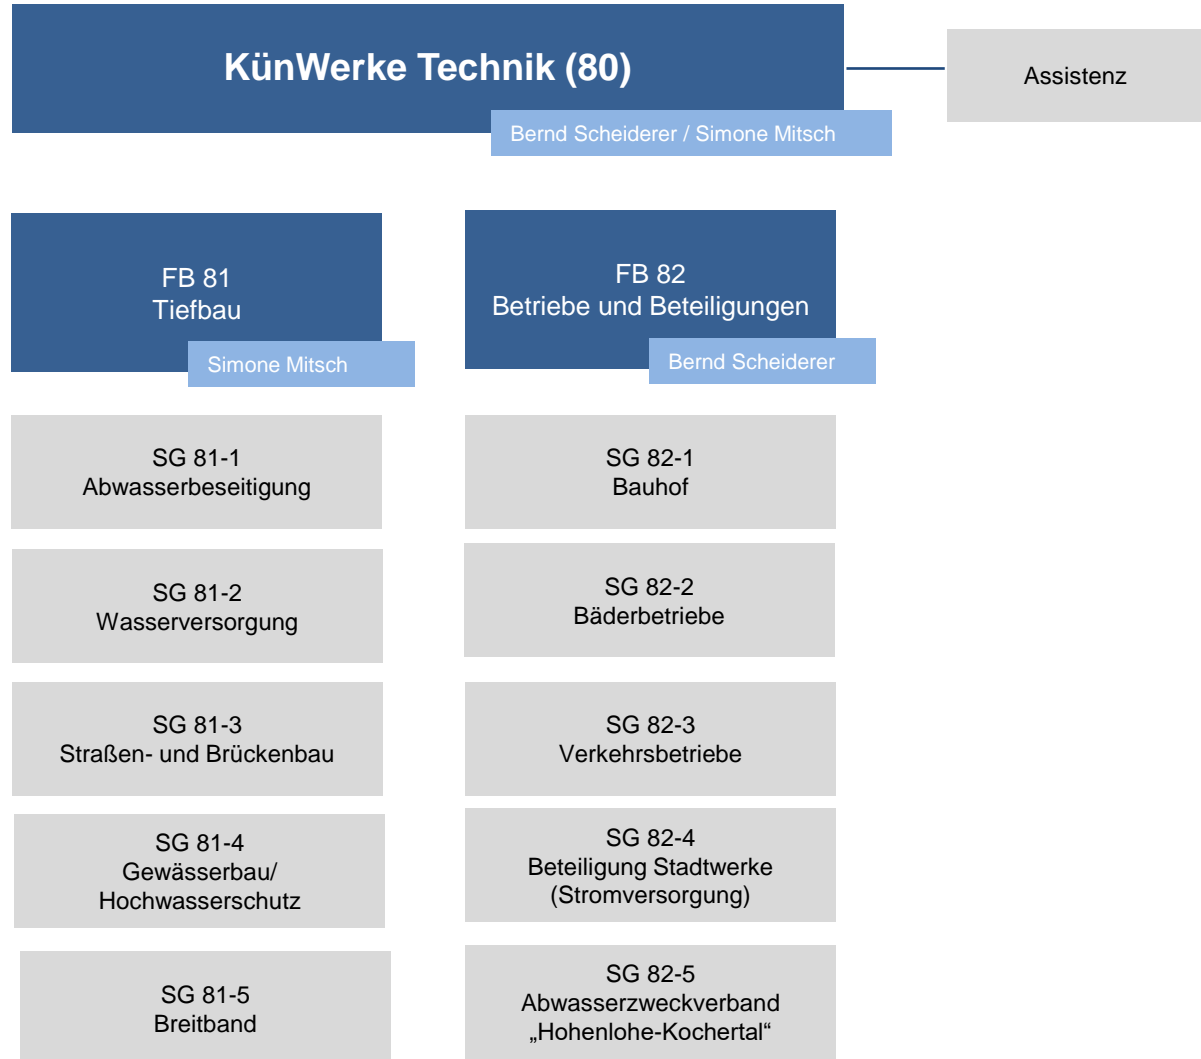 KünWerke Technik (80)
Assistenz
Bernd Scheiderer / Simone Mitsch
FB 81
Tiefbau
Simone Mitsch
FB 82
Betriebe und Beteiligungen
Bernd Scheiderer
SG 81-1
Abwasserbeseitigung
SG 81-2
Wasserversorgung
SG 81-3
Straßen- und Brückenbau
SG 81-4
Gewässerbau/
Hochwasserschutz
SG 81-5
Breitband
SG 82-1
Bauhof
SG 82-2
Bäderbetriebe
SG 82-3
Verkehrsbetriebe
SG 82-4
Beteiligung Stadtwerke
(Stromversorgung)
SG 82-5
Abwasserzweckverband
„Hohenlohe-Kochertal“